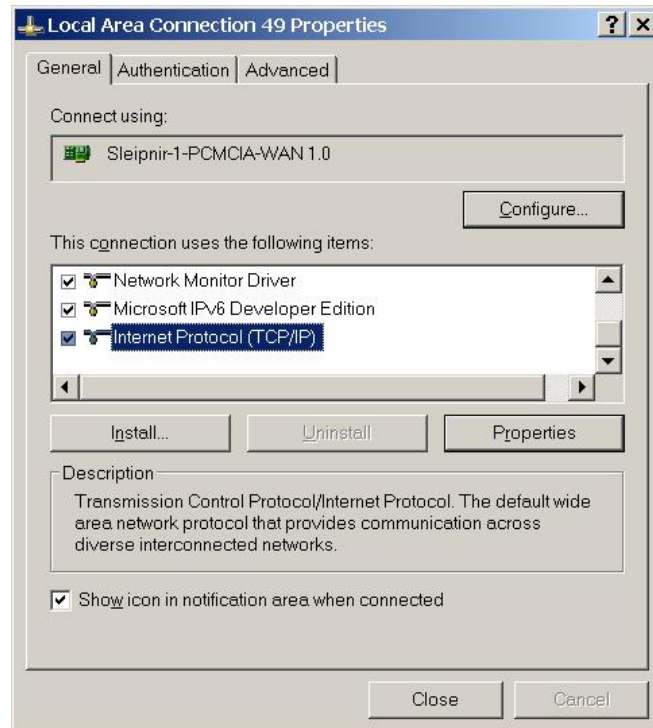 Local Area Connection 49 Properties
General Authentication Advanced
Connect using:
Sleipnir-1-PCMCIA-WAN 1.0
Configure...
This connection uses the following items:
Network Monitor Driver
Microsoft IPv6 Developer Edition
Internet Protocol (TCP/IP)
Install... Uninstall Properties
Description
Transmission Control Protocol/Internet Protocol. The default wide
area network protocol that provides communication across
diverse interconnected networks.
Show icon in notification area when connected
Close Cancel